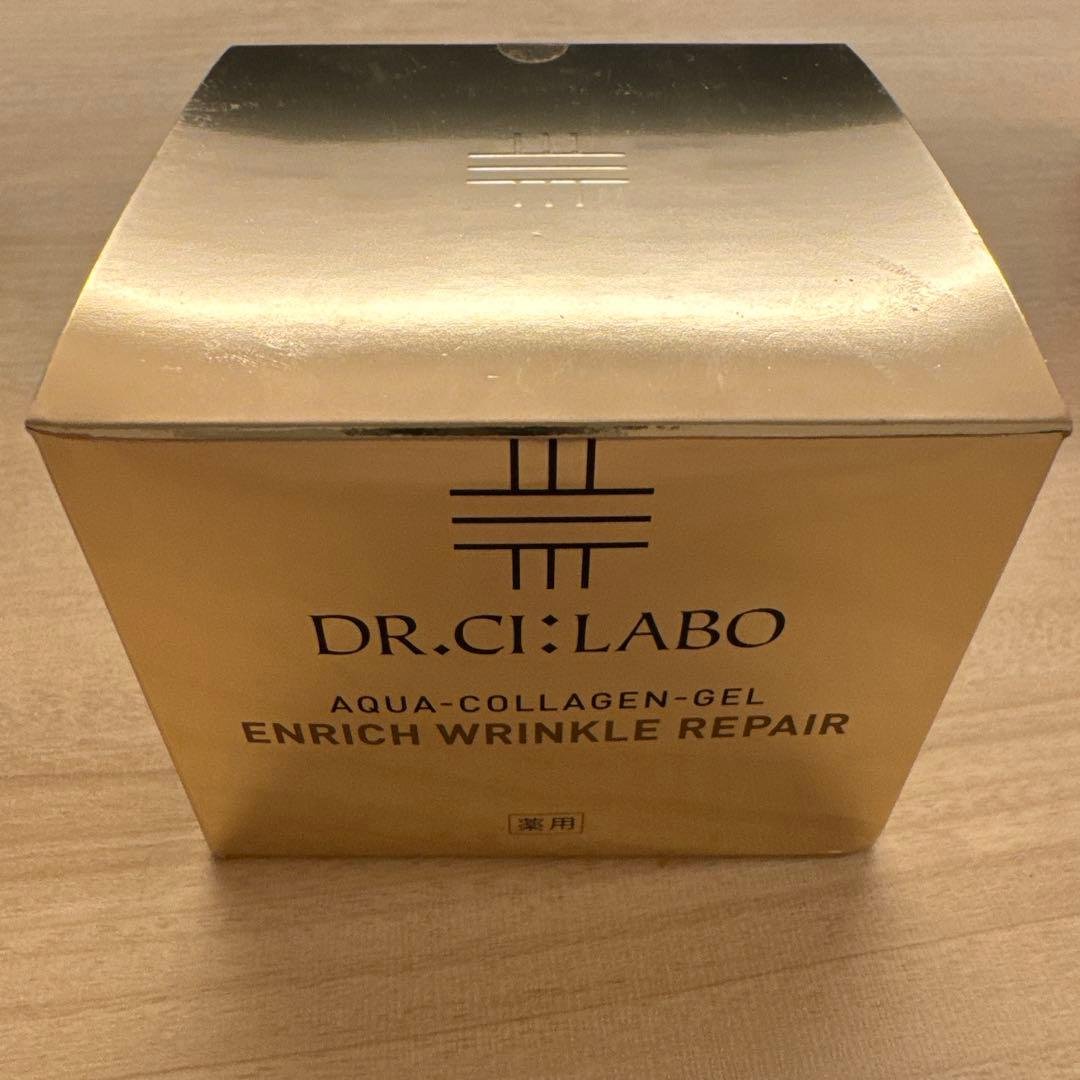 DR.CI:LABO
AQUA-COLLAGEN-GEL
ENRICH WRINKLE REPAIR
薬用